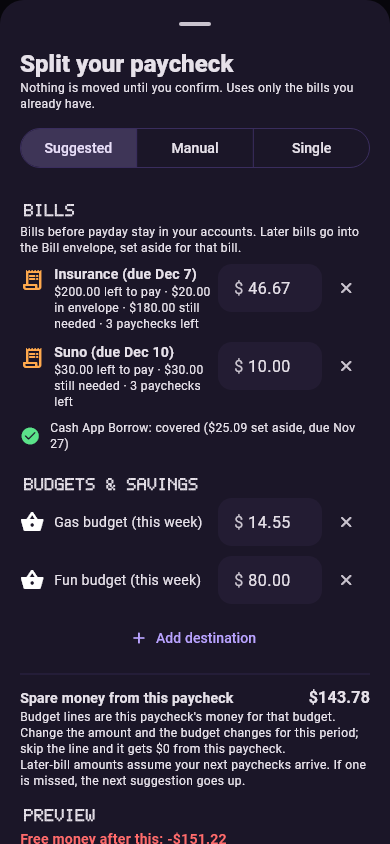 Split your paycheck
Nothing is moved until you confirm. Uses only the bills you
already have.
Suggested
Manual
Single
BILLS
Bills before payday stay in your accounts. Later bills go into
the Bill envelope, set aside for that bill.
Insurance (due Dec 7)
$200.00 left to pay · $20.00
in envelope · $180.00 still
needed · 3 paychecks left
$ 46.67
Suno (due Dec 10)
$30.00 left to pay · $30.00
still needed · 3 paychecks
left
$ 10.00
Cash App Borrow: covered ($25.09 set aside, due Nov
27)
BUDGETS & SAVINGS
Gas budget (this week)
$ 14.55
Fun budget (this week)
$ 80.00
+ Add destination
Spare money from this paycheck
$143.78
Budget lines are this paycheck's money for that budget.
Change the amount and the budget changes for this period;
skip the line and it gets $0 from this paycheck.
Later-bill amounts assume your next paychecks arrive. If one
is missed, the next suggestion goes up.
PREVIEW
Free money after this: -$151.22